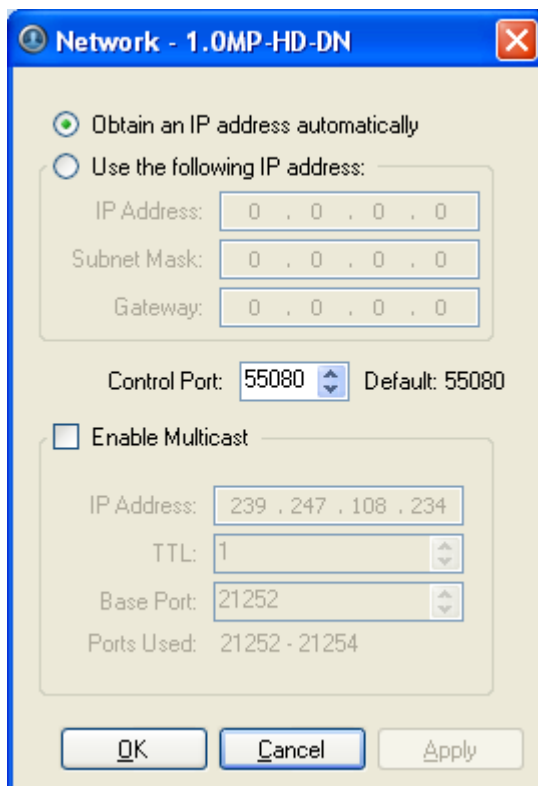 Network - 1.0MP-HD-DN
Obtain an IP address automatically
Use the following IP address:
IP Address: 0 . 0 . 0 . 0
Subnet Mask: 0 . 0 . 0 . 0
Gateway: 0 . 0 . 0 . 0
Control Port: 55080 Default: 55080
Enable Multicast
IP Address: 239 . 247 . 108 . 234
TTL: 1
Base Port: 21252
Ports Used: 21252 - 21254
OK Cancel Apply